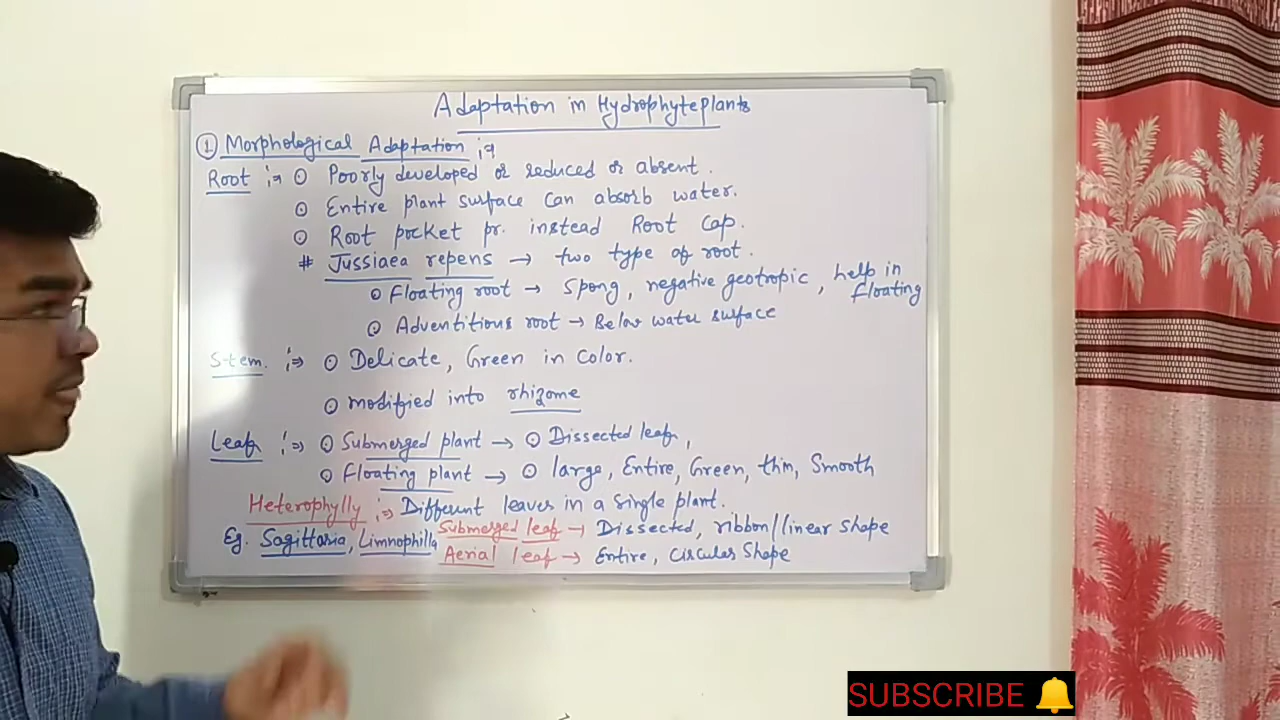 Adaptation in Hydrophyte plants
① Morphological Adaptation :→
Root :→ ⊙ Poorly developed or reduced or absent.
⊙ Entire plant surface can absorb water.
⊙ Root pocket pr. instead Root cap.
# Jussiaea repens → two type of root.
⊙ Floating root → Spong, negative geotropic, help in floating
⊙ Adventitious root → Below water surface
Stem :→ ⊙ Delicate, Green in color.
⊙ modified into rhizome
Leaf :→ ⊙ Submerged plant → ⊙ Dissected leaf,
⊙ Floating plant → ⊙ large, Entire, Green, thin, Smooth
Heterophylly :→ Different leaves in a single plant.
Eg. Sagittaria, Limnophilla Submerged leaf → Dissected, ribbon/linear shape
Aerial leaf → Entire, circular shape
SUBSCRIBE